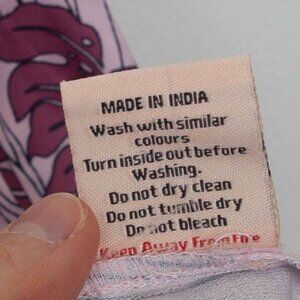 MADE IN INDIA
Wash with similar
colours
Turn inside out before
Washing.
Do not dry clean
Do not tumble dry
Do not bleach
Keep Away From Fire